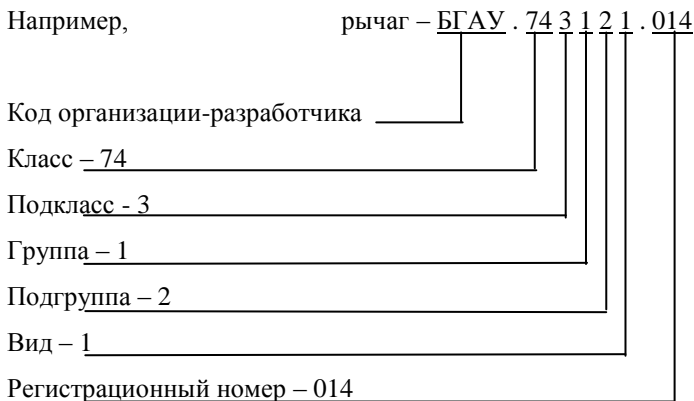 Например, рычаг – БГАУ . 74 3 1 2 1 . 014
Код организации-разработчика
Класс – 74
Подкласс - 3
Группа – 1
Подгруппа – 2
Вид – 1
Регистрационный номер – 014